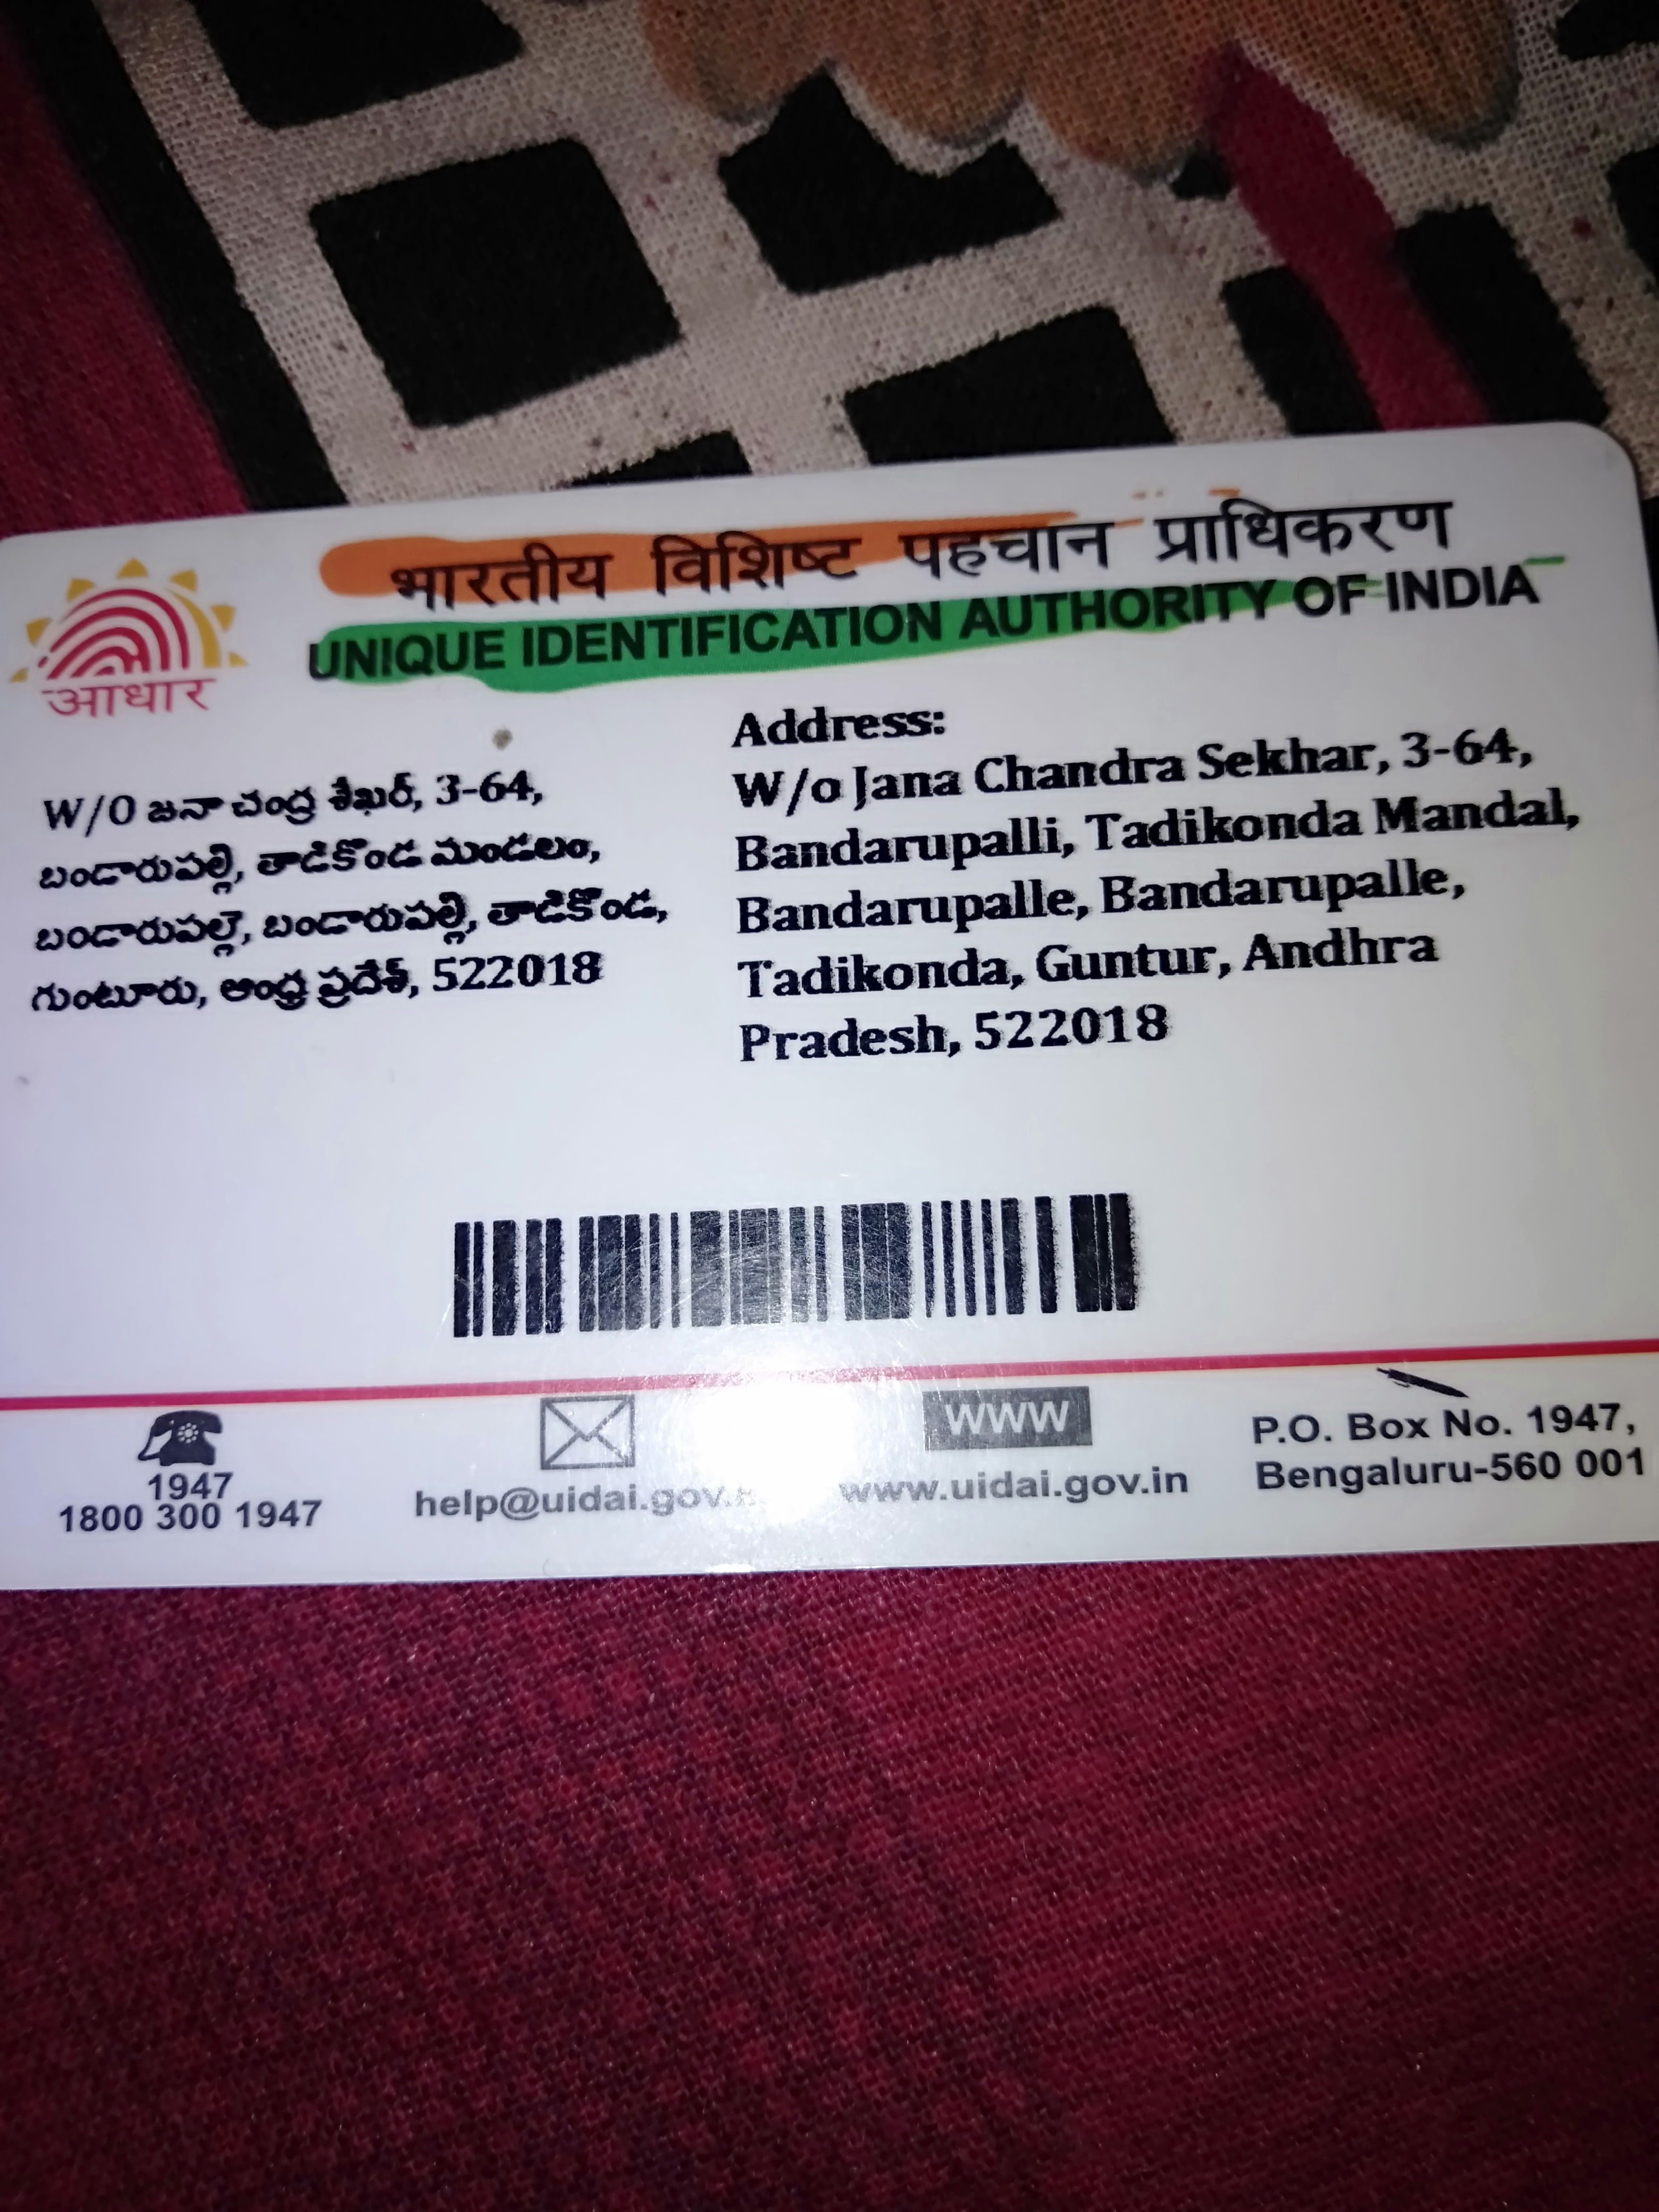 भारतीय विशिष्ट पहचान प्राधिकरण
UNIQUE IDENTIFICATION AUTHORITY OF INDIA
आधार
W/O జనా చంద్ర శేఖర్, 3-64,
బండారుపల్లి, తాడికొండ మండలం,
బండారుపల్లె, బండారుపల్లి, తాడికొండ,
గుంటూరు, ఆంధ్ర ప్రదేశ్, 522018
Address:
W/o Jana Chandra Sekhar, 3-64,
Bandarupalli, Tadikonda Mandal,
Bandarupalle, Bandarupalle,
Tadikonda, Guntur, Andhra
Pradesh, 522018
1947
1800 300 1947
help@uidai.gov.
WWW
www.uidai.gov.in
P.O. Box No. 1947,
Bengaluru-560 001